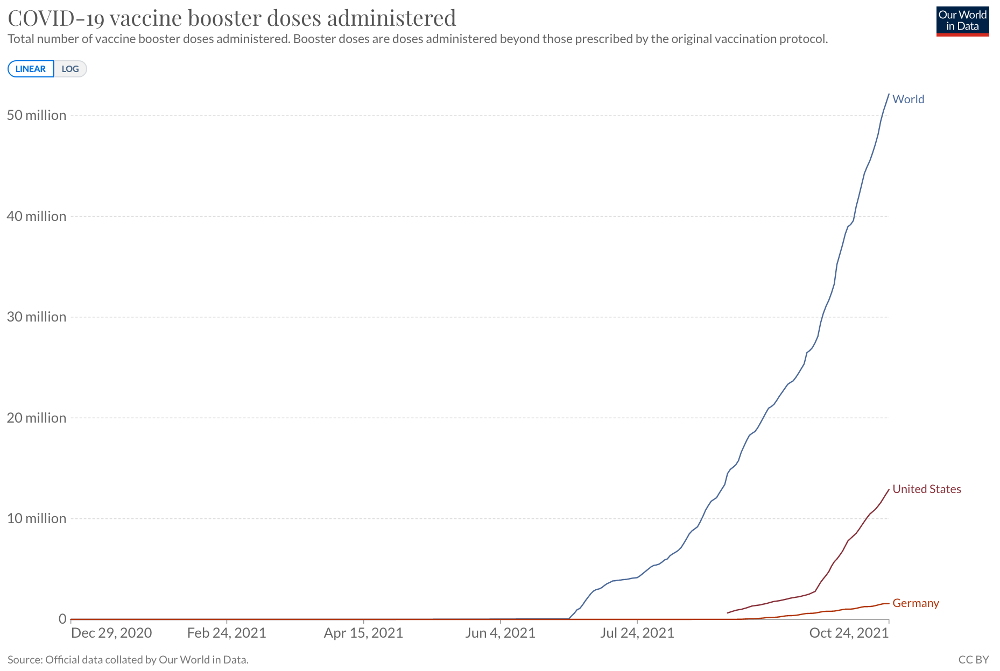 COVID-19 vaccine booster doses administered
Our World
in Data
Total number of vaccine booster doses administered. Booster doses are doses administered beyond those prescribed by the original vaccination protocol.
LINEAR
LOG
World
50 million
40 million
30 million
20 million
United States
10 million
Germany
0
Dec 29, 2020
Feb 24, 2021
Apr 15, 2021
Jun 4, 2021
Jul 24, 2021
Oct 24, 2021
Source: Official data collated by Our World in Data.
CC BY